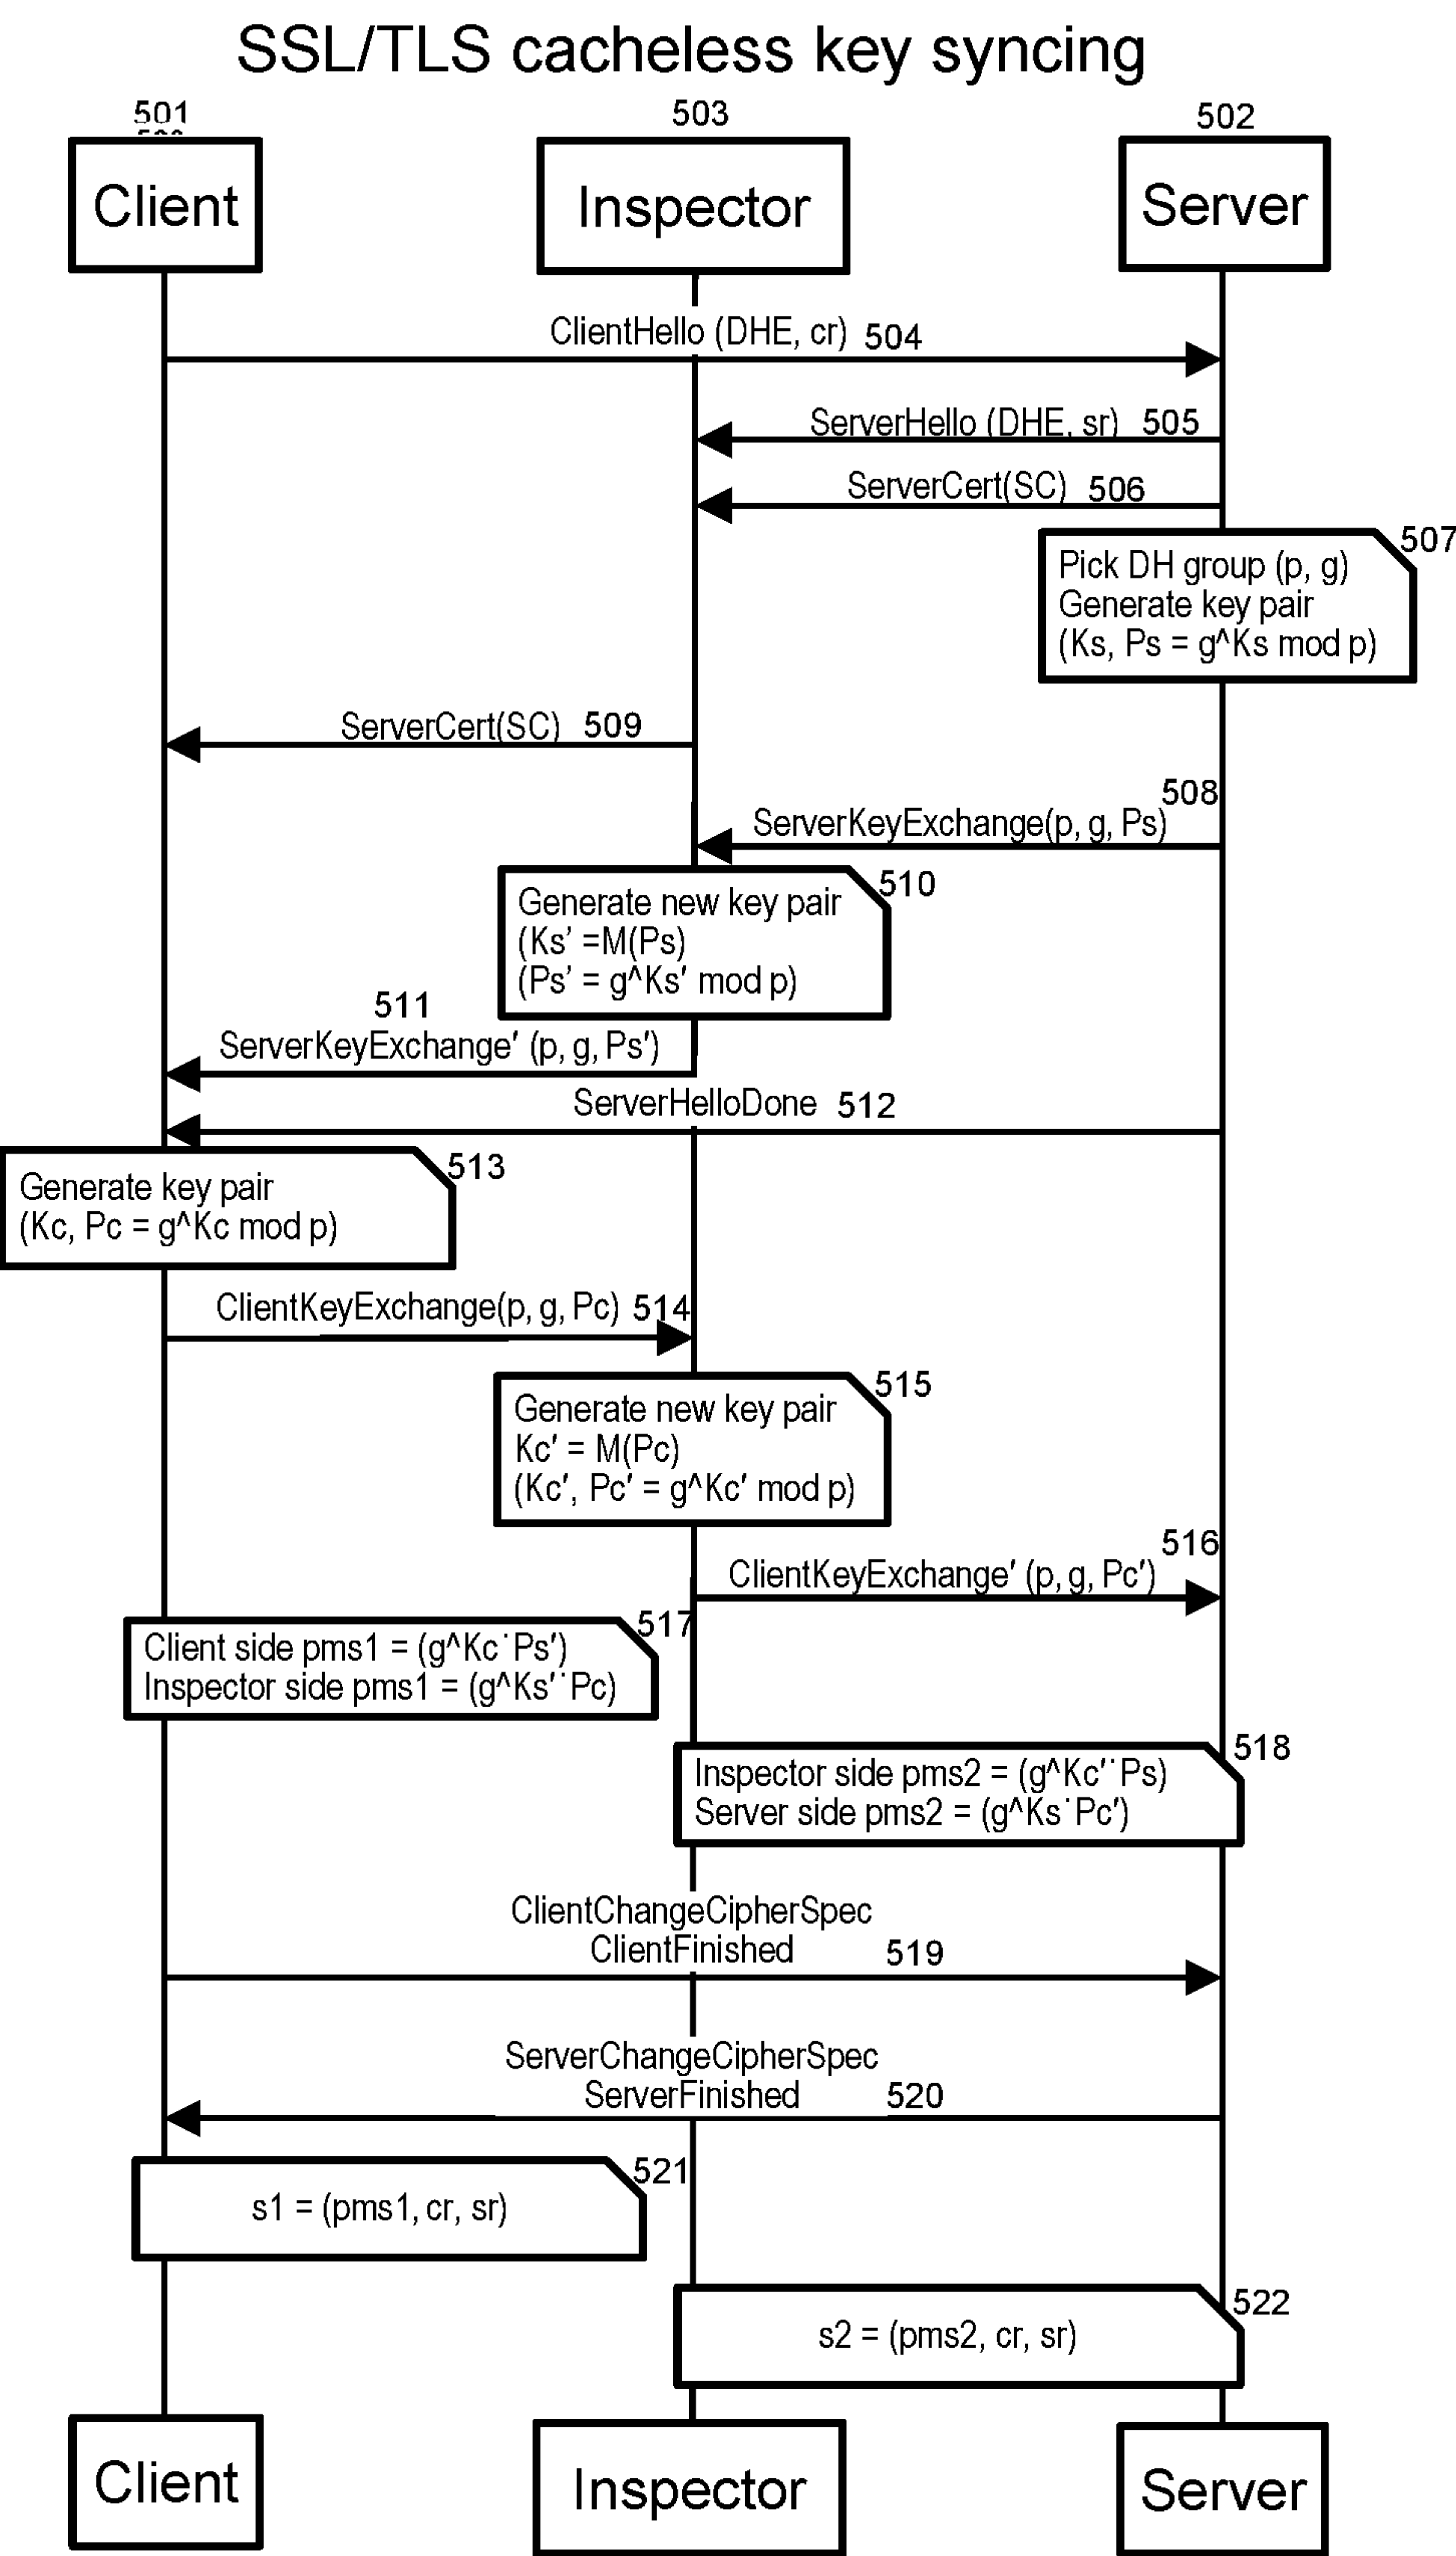 SSL/TLS cacheless key syncing
501
503
502
Client
Inspector
Server
ClientHello (DHE, cr) 504
ServerHello (DHE, sr) 505
ServerCert(SC) 506
507
Pick DH group (p, g)
Generate key pair
(Ks, Ps = g^Ks mod p)
ServerCert(SC) 509
508
ServerKeyExchange(p, g, Ps)
510
Generate new key pair
(Ks’ =M(Ps)
(Ps’ = g^Ks’ mod p)
511
ServerKeyExchange′ (p, g, Ps′)
ServerHelloDone 512
513
Generate key pair
(Kc, Pc = g^Kc mod p)
ClientKeyExchange(p, g, Pc) 514
515
Generate new key pair
Kc′ = M(Pc)
(Kc′, Pc′ = g^Kc′ mod p)
516
ClientKeyExchange′ (p, g, Pc′)
517
Client side pms1 = (g^Kc˙Ps′)
Inspector side pms1 = (g^Ks′˙Pc)
518
Inspector side pms2 = (g^Kc′˙Ps)
Server side pms2 = (g^Ks˙Pc′)
ClientChangeCipherSpec
ClientFinished 519
ServerChangeCipherSpec
ServerFinished 520
521
s1 = (pms1, cr, sr)
522
s2 = (pms2, cr, sr)
Client
Inspector
Server